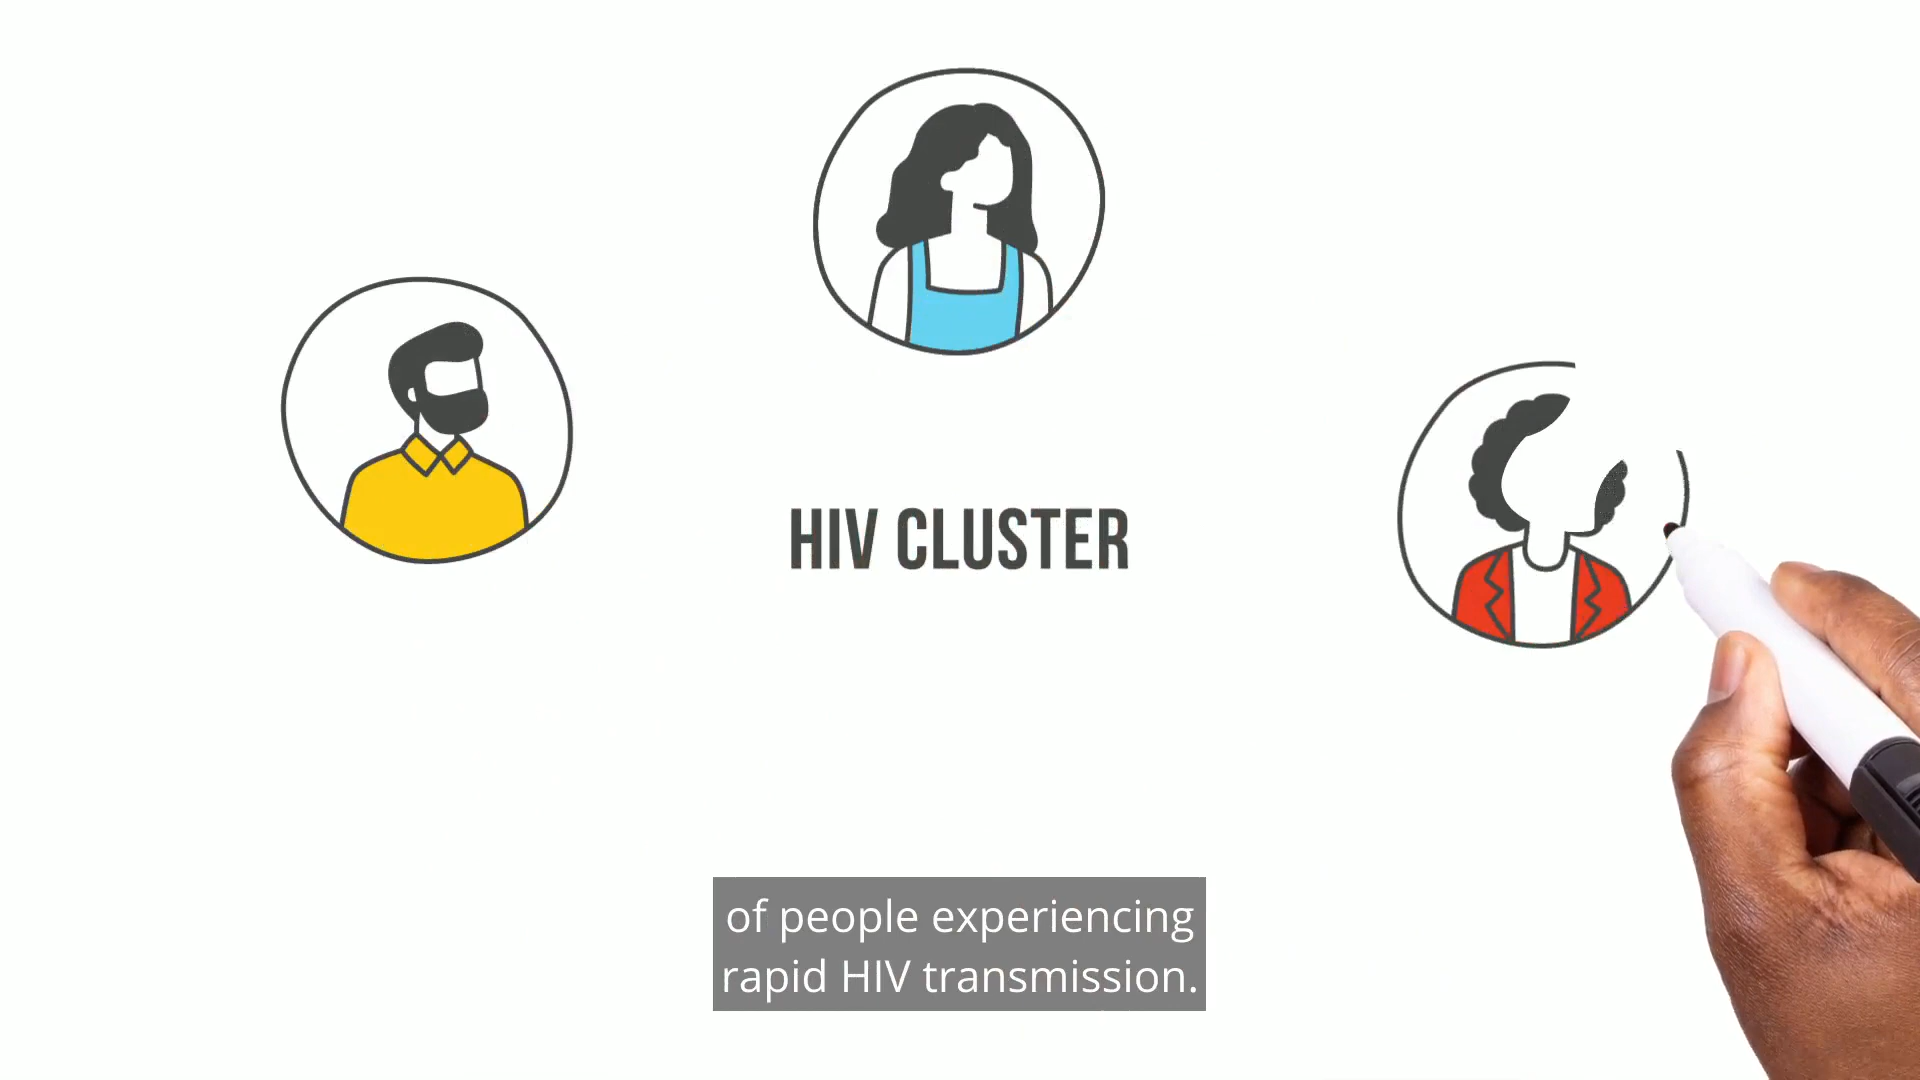 HIV CLUSTER
of people experiencing
rapid HIV transmission.